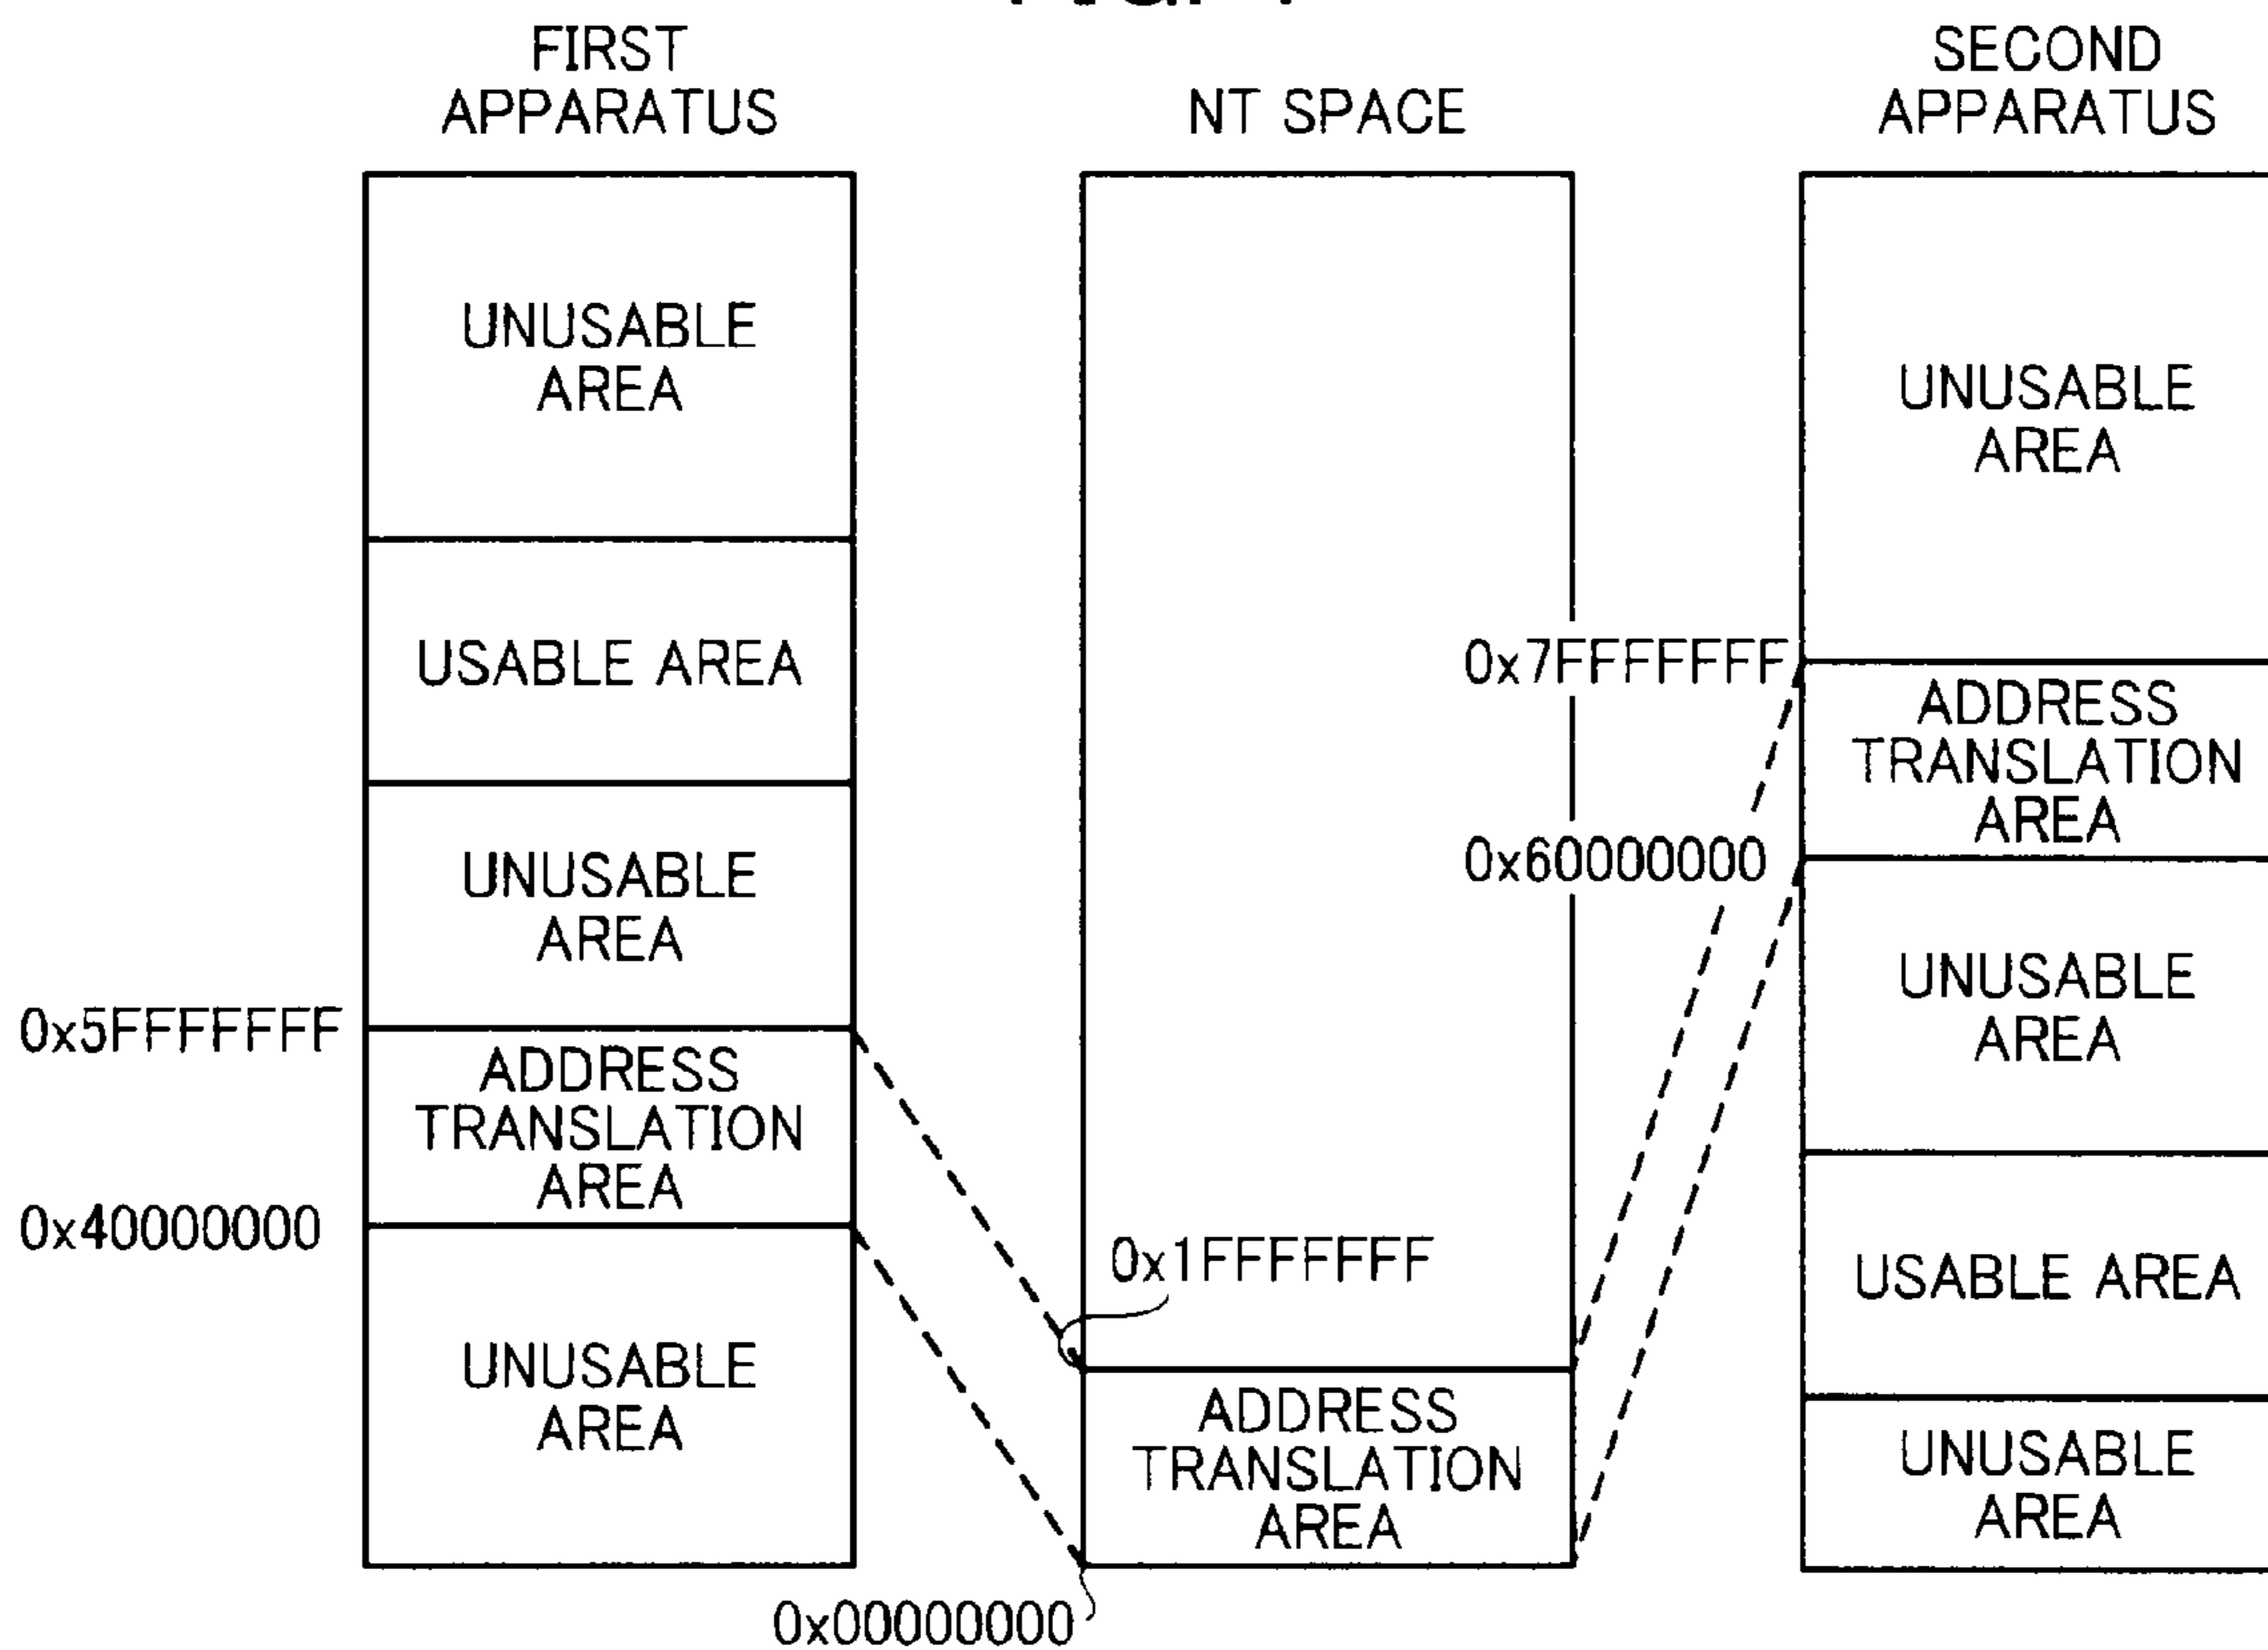 FIRST
APPARATUS
UNUSABLE
AREA
USABLE AREA
UNUSABLE
AREA
0x5FFFFFFF
ADDRESS
TRANSLATION
AREA
0x40000000
UNUSABLE
AREA
NT SPACE
0x1FFFFFFF
ADDRESS
TRANSLATION
AREA
0x00000000
SECOND
APPARATUS
UNUSABLE
AREA
0x7FFFFFFF
ADDRESS
TRANSLATION
AREA
0x60000000
UNUSABLE
AREA
USABLE AREA
UNUSABLE
AREA